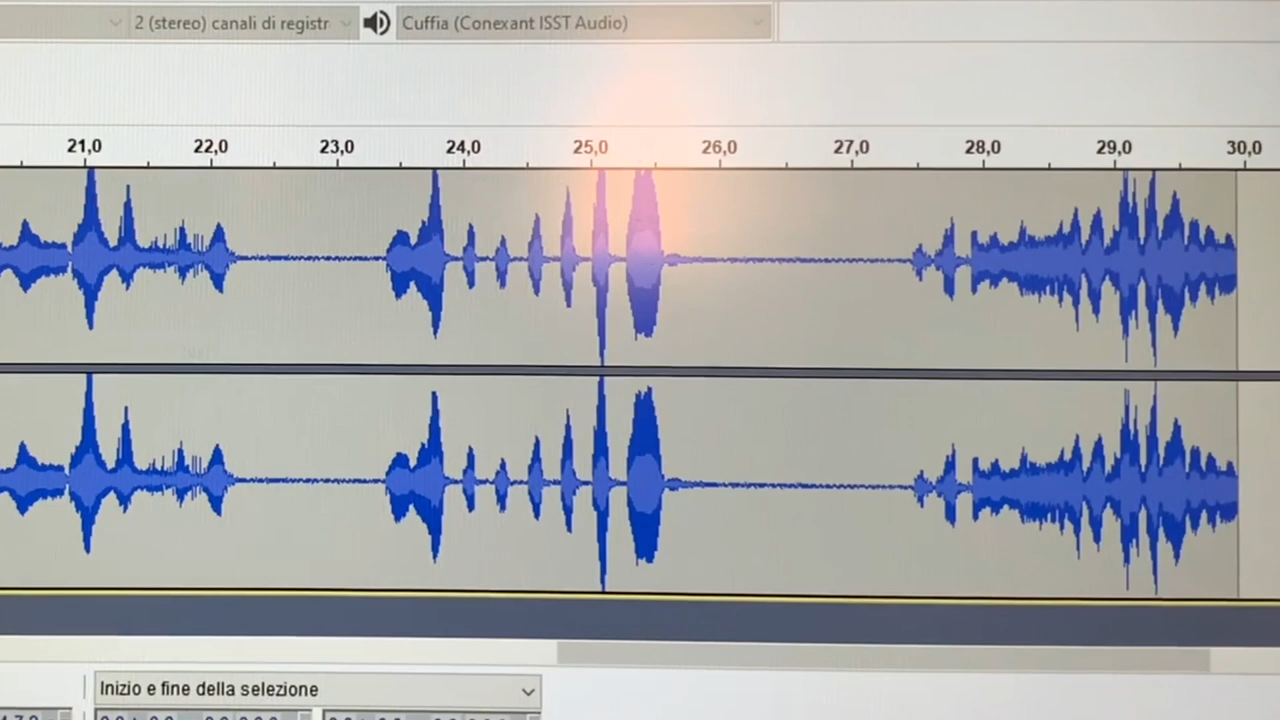 2 (stereo) canali di registr
Cuffia (Conexant ISST Audio)
21,0 22,0 23,0 24,0 25,0 26,0 27,0 28,0 29,0 30,0
Inizio e fine della selezione